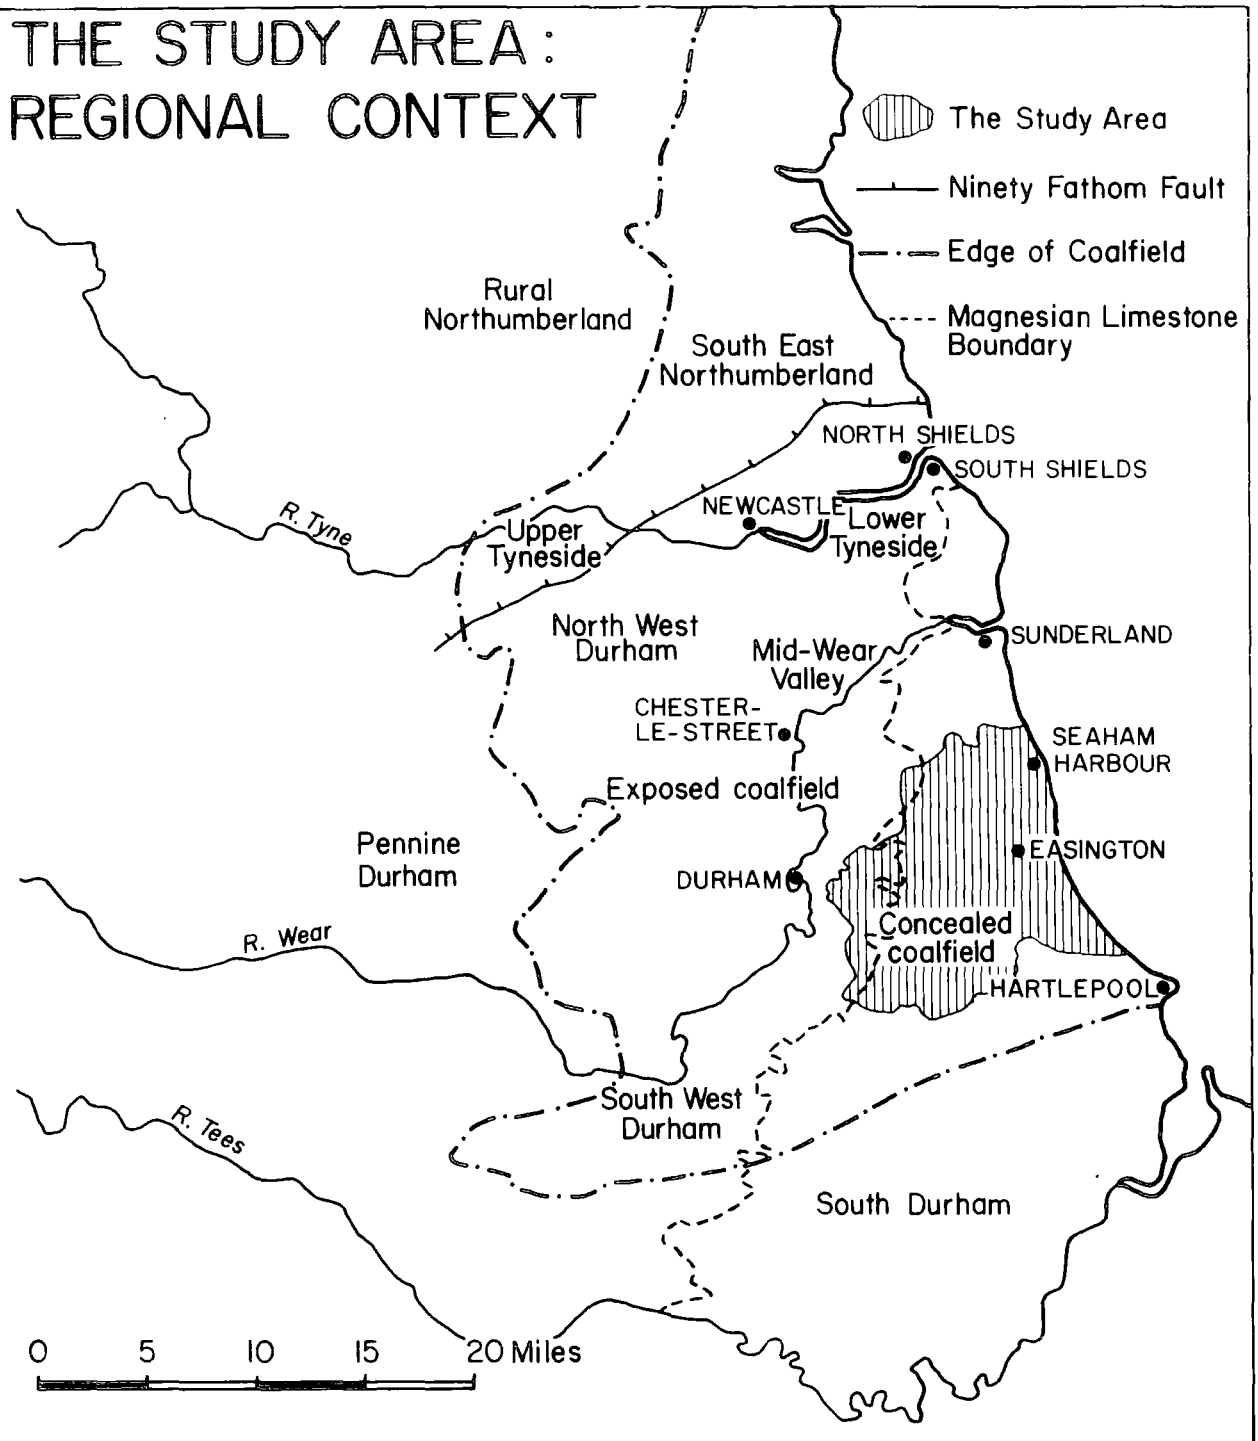 THE STUDY AREA:
REGIONAL CONTEXT
The Study Area
Ninety Fathom Fault
Edge of Coalfield
Magnesian Limestone
Boundary
Rural
Northumberland
South East
Northumberland
NORTH SHIELDS
SOUTH SHIELDS
NEWCASTLE
R. Tyne
Upper
Tyneside
Lower
Tyneside
North West
Durham
Mid-Wear
Valley
SUNDERLAND
CHESTER-
LE-STREET
SEAHAM
HARBOUR
Exposed coalfield
Pennine
Durham
EASINGTON
DURHAM
Concealed
coalfield
R. Wear
HARTLEPOOL
South West
Durham
R. Tees
South Durham
0 5 10 15 20 Miles